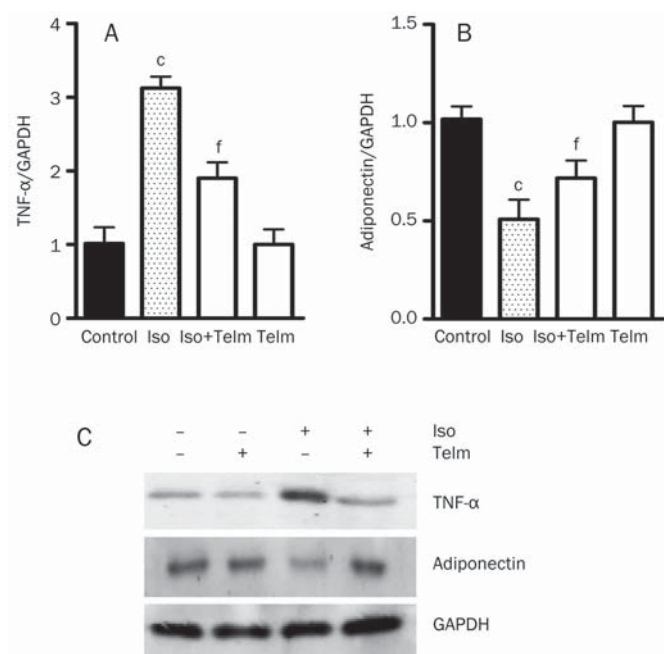 A
TNF-α/GAPDH
4
3
2
1
0
c
f
Control Iso Iso+Telm Telm
B
Adiponectin/GAPDH
1.5
1.0
0.5
0.0
c
f
Control Iso Iso+Telm Telm
C
– – + + Iso
– + – + Telm
TNF-α
Adiponectin
GAPDH